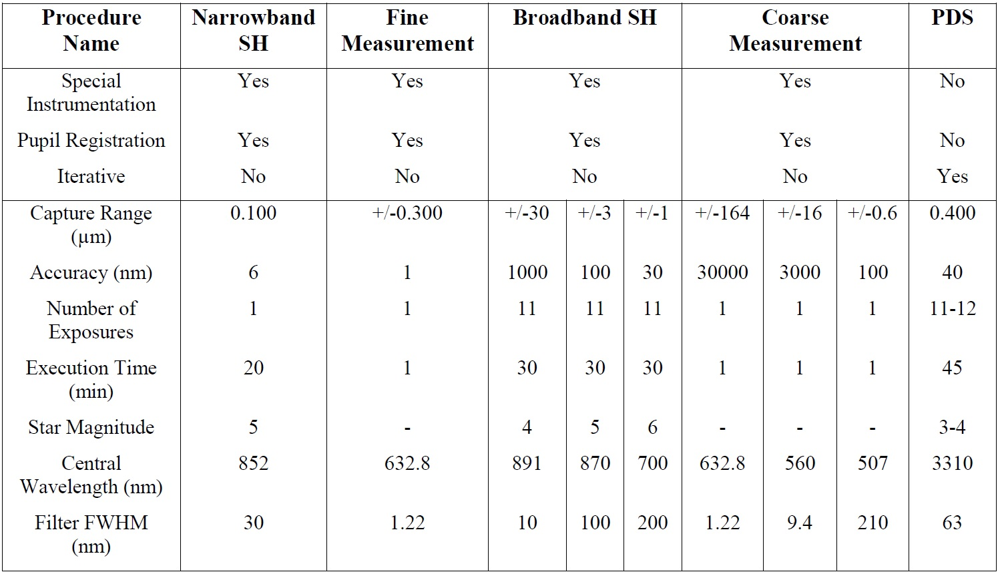 Procedure Name Narrowband SH Fine Measurement Broadband SH Coarse Measurement PDS
Special Instrumentation Yes Yes Yes Yes No
Pupil Registration Yes Yes Yes Yes No
Iterative No No No No Yes
Capture Range (µm) 0.100 +/-0.300 +/-30 +/-3 +/-1 +/-164 +/-16 +/-0.6 0.400
Accuracy (nm) 6 1 1000 100 30 30000 3000 100 40
Number of Exposures 1 1 11 11 11 1 1 1 11-12
Execution Time (min) 20 1 30 30 30 1 1 1 45
Star Magnitude 5 - 4 5 6 - - - 3-4
Central Wavelength (nm) 852 632.8 891 870 700 632.8 560 507 3310
Filter FWHM (nm) 30 1.22 10 100 200 1.22 9.4 210 63